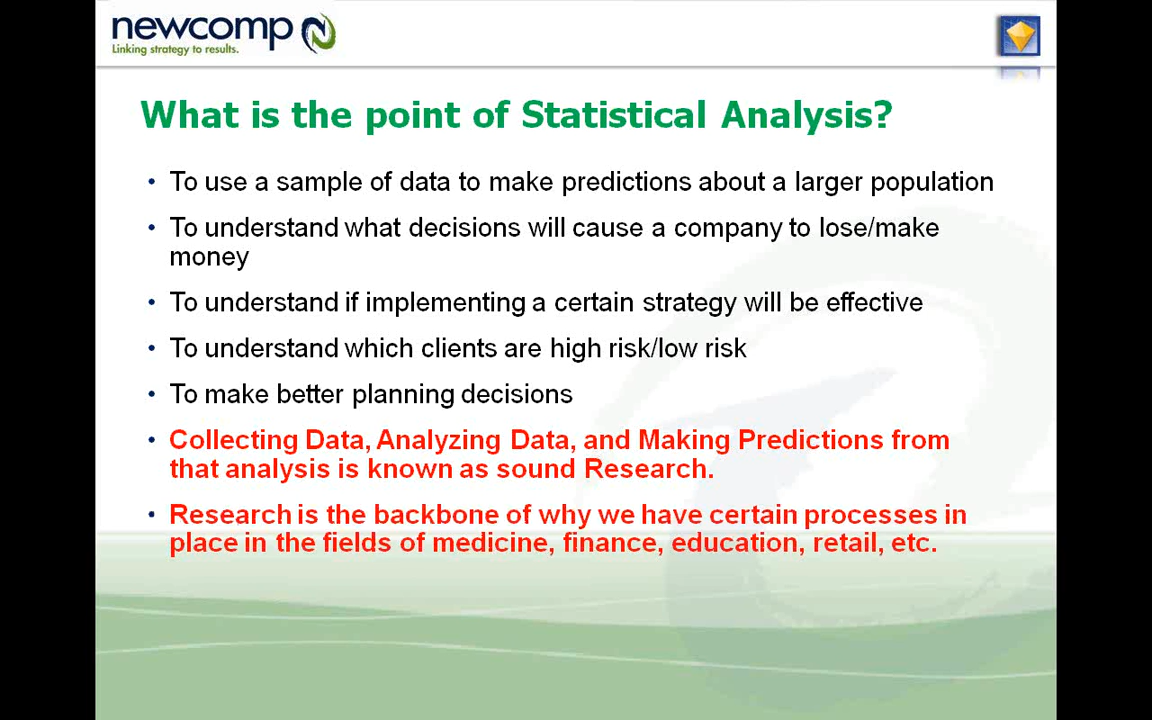 newcomp
Linking strategy to results.
What is the point of Statistical Analysis?
• To use a sample of data to make predictions about a larger population
• To understand what decisions will cause a company to lose/make
money
• To understand if implementing a certain strategy will be effective
• To understand which clients are high risk/low risk
• To make better planning decisions
• Collecting Data, Analyzing Data, and Making Predictions from
that analysis is known as sound Research.
• Research is the backbone of why we have certain processes in
place in the fields of medicine, finance, education, retail, etc.